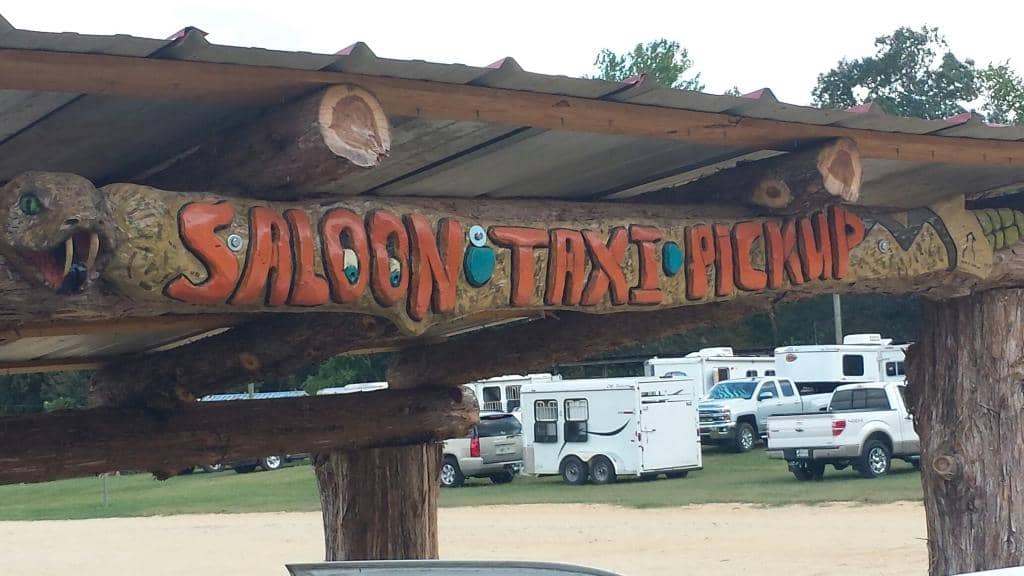 SALOON • TAXI • PICKUP